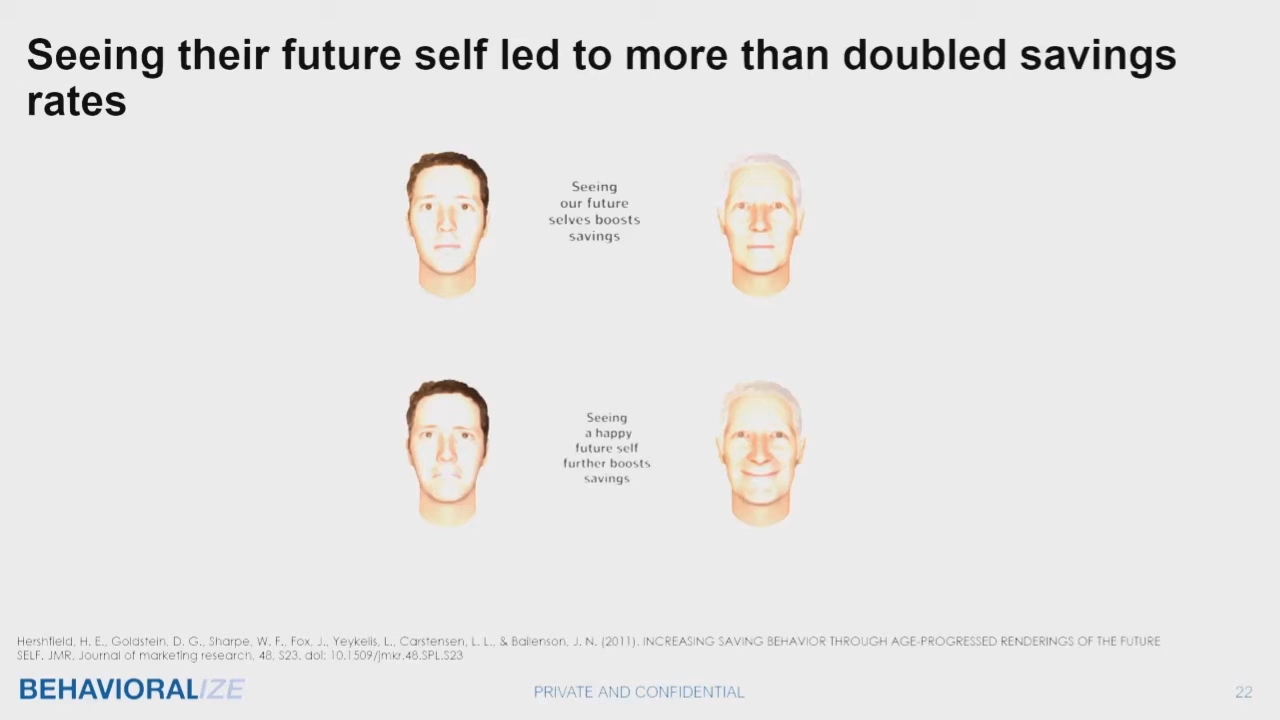 Seeing their future self led to more than doubled savings
rates
Seeing
our future
selves boosts
savings
Seeing
a happy
future self
further boosts
savings
Hershfield, H. E., Goldstein, D. G., Sharpe, W. F., Fox, J., Yeykelis, L., Carstensen, L. L., & Bailenson, J. N. (2011). INCREASING SAVING BEHAVIOR THROUGH AGE-PROGRESSED RENDERINGS OF THE FUTURE
SELF. JMR, Journal of marketing research, 48, S23. doi: 10.1509/jmkr.48.SPL.S23
BEHAVIORALIZE
PRIVATE AND CONFIDENTIAL
22